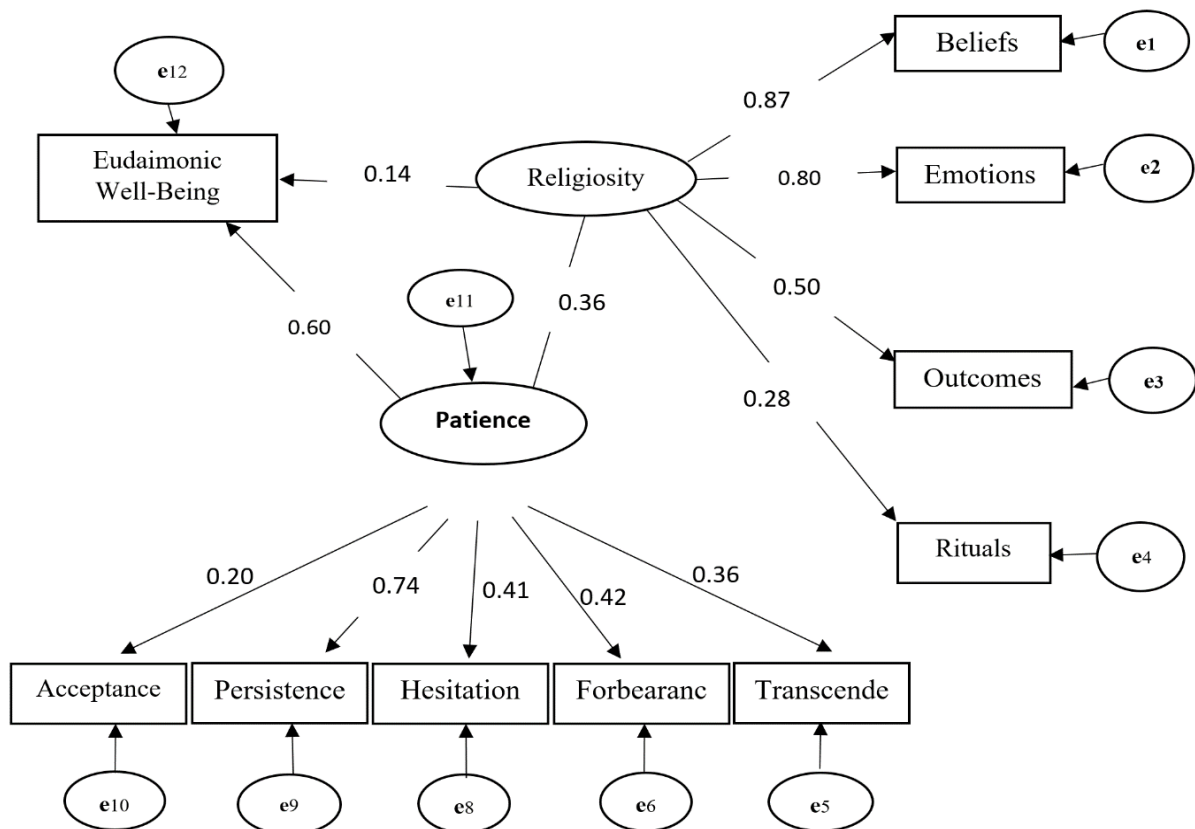 Beliefs
e1
e12
0.87
Eudaimonic
Well-Being
0.14
Religiosity
0.80
Emotions
e2
e11
0.36
0.50
0.60
Outcomes
e3
0.28
Patience
Rituals
e4
0.20
0.74
0.41
0.42
0.36
Acceptance
Persistence
Hesitation
Forbearanc
Transcende
e10
e9
e8
e6
e5